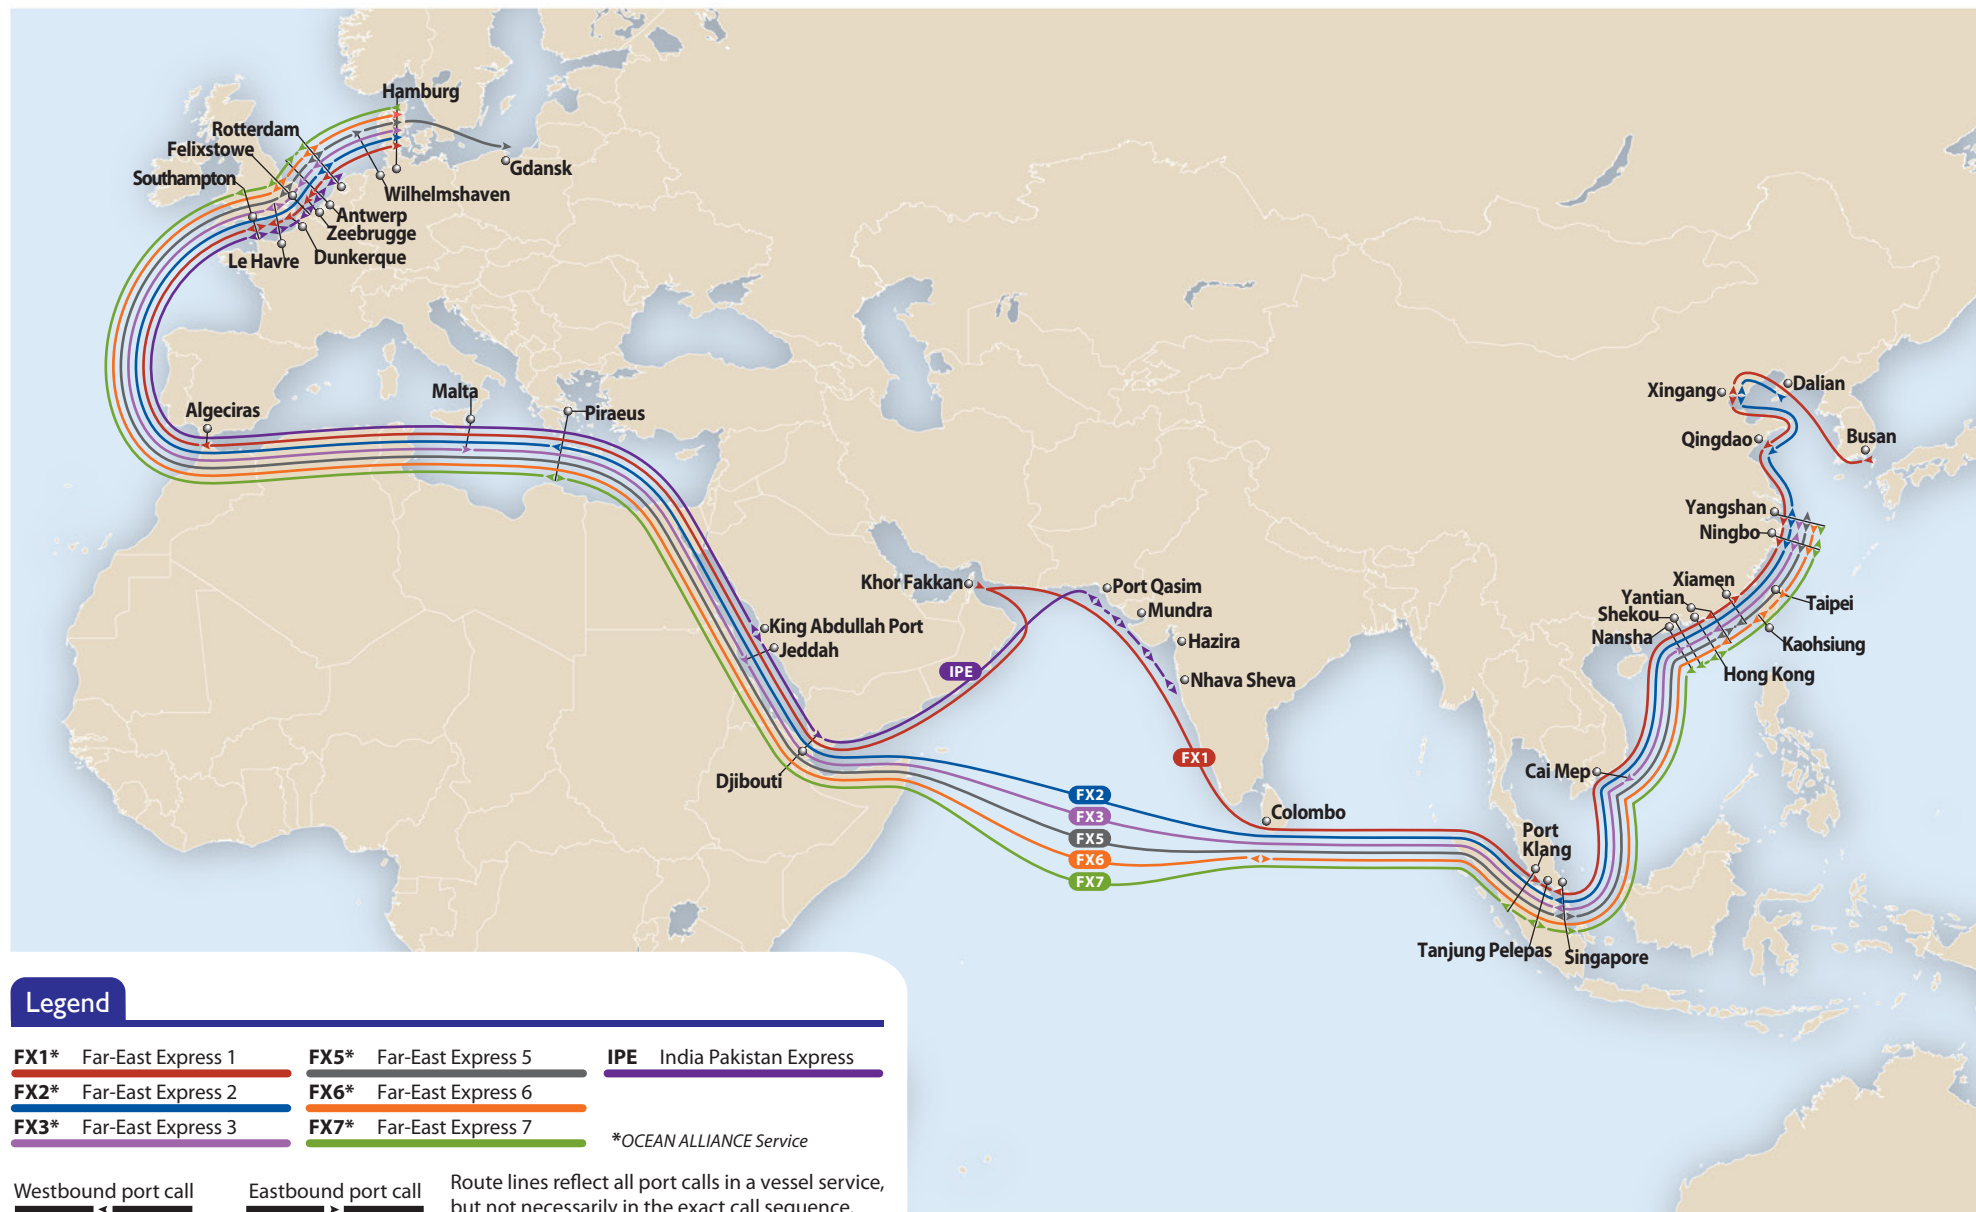 Hamburg
Rotterdam
Felixstowe
Southampton
Gdansk
Wilhelmshaven
Antwerp
Zeebrugge
Dunkerque
Le Havre
Algeciras
Malta
Piraeus
Xingang
Dalian
Qingdao
Busan
Yangshan
Ningbo
Xiamen
Yantian
Shekou
Nansha
Taipei
Kaohsiung
Hong Kong
Khor Fakkan
Port Qasim
Mundra
Hazira
Nhava Sheva
King Abdullah Port
Jeddah
IPE
Djibouti
FX1
FX2
FX3
FX5
FX6
FX7
Colombo
Cai Mep
Port
Klang
Tanjung Pelepas
Singapore
Legend
FX1* Far-East Express 1
FX2* Far-East Express 2
FX3* Far-East Express 3
FX5* Far-East Express 5
FX6* Far-East Express 6
FX7* Far-East Express 7
IPE India Pakistan Express
*OCEAN ALLIANCE Service
Westbound port call
Eastbound port call
Route lines reflect all port calls in a vessel service,
but not necessarily in the exact call sequence.